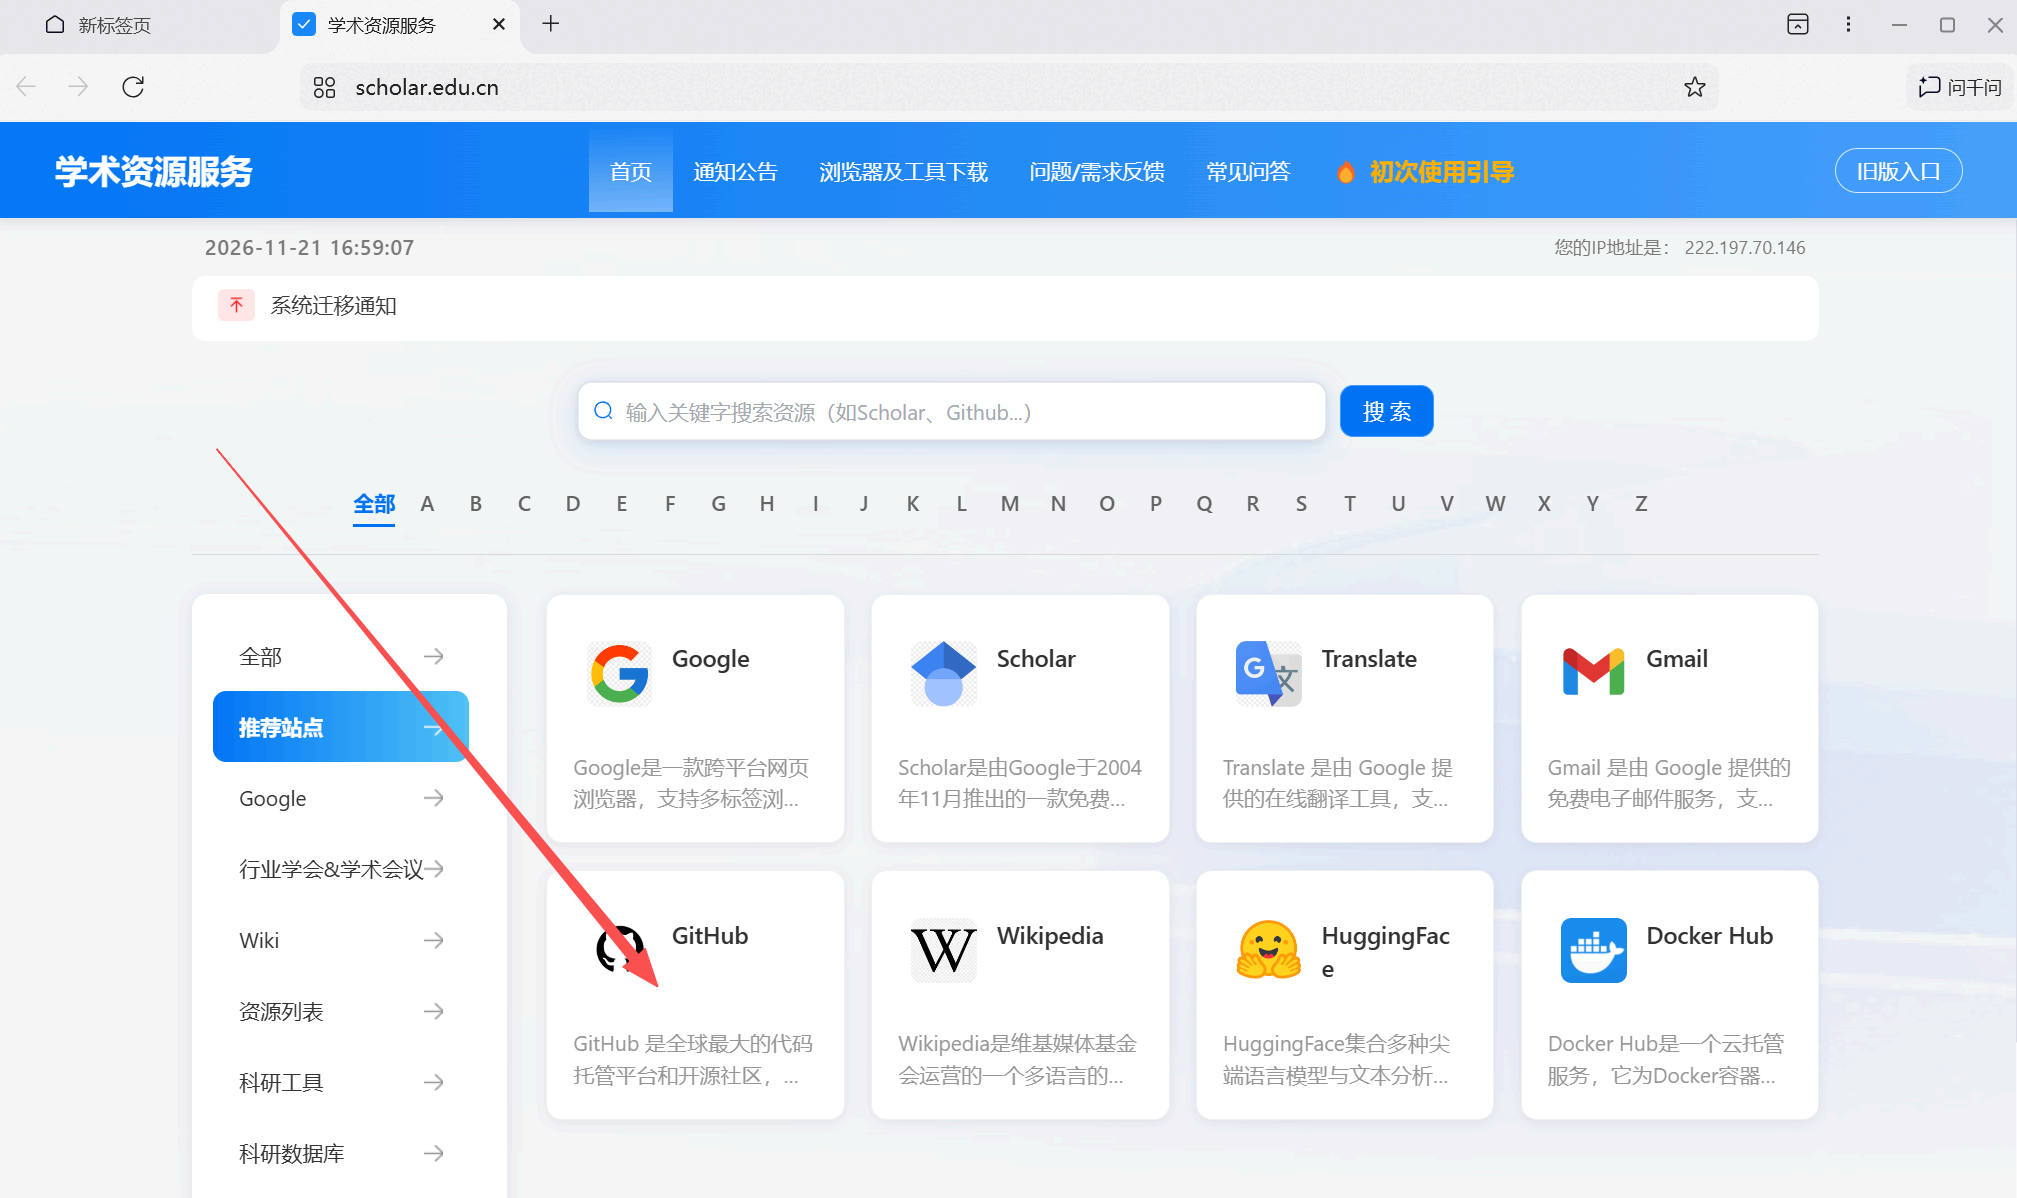 新标签页
学术资源服务
scholar.edu.cn
问千问
学术资源服务
首页
通知公告
浏览器及工具下载
问题/需求反馈
常见问答
初次使用引导
旧版入口
2026-11-21 16:59:07
您的IP地址是： 222.197.70.146
系统迁移通知
输入关键字搜索资源（如Scholar、Github...）
搜 索
全部 A B C D E F G H I J K L M N O P Q R S T U V W X Y Z
全部
推荐站点
Google
行业学会&学术会议
Wiki
资源列表
科研工具
科研数据库
Google
Google是一款跨平台网页
浏览器，支持多标签浏...
Scholar
Scholar是由Google于2004
年11月推出的一款免费...
Translate
Translate 是由 Google 提
供的在线翻译工具，支...
Gmail
Gmail 是由 Google 提供的
免费电子邮件服务，支...
GitHub
GitHub 是全球最大的代码
托管平台和开源社区，...
Wikipedia
Wikipedia是维基媒体基金
会运营的一个多语言的...
HuggingFac
e
HuggingFace集合多种尖
端语言模型与文本分析...
Docker Hub
Docker Hub是一个云托管
服务，它为Docker容器...